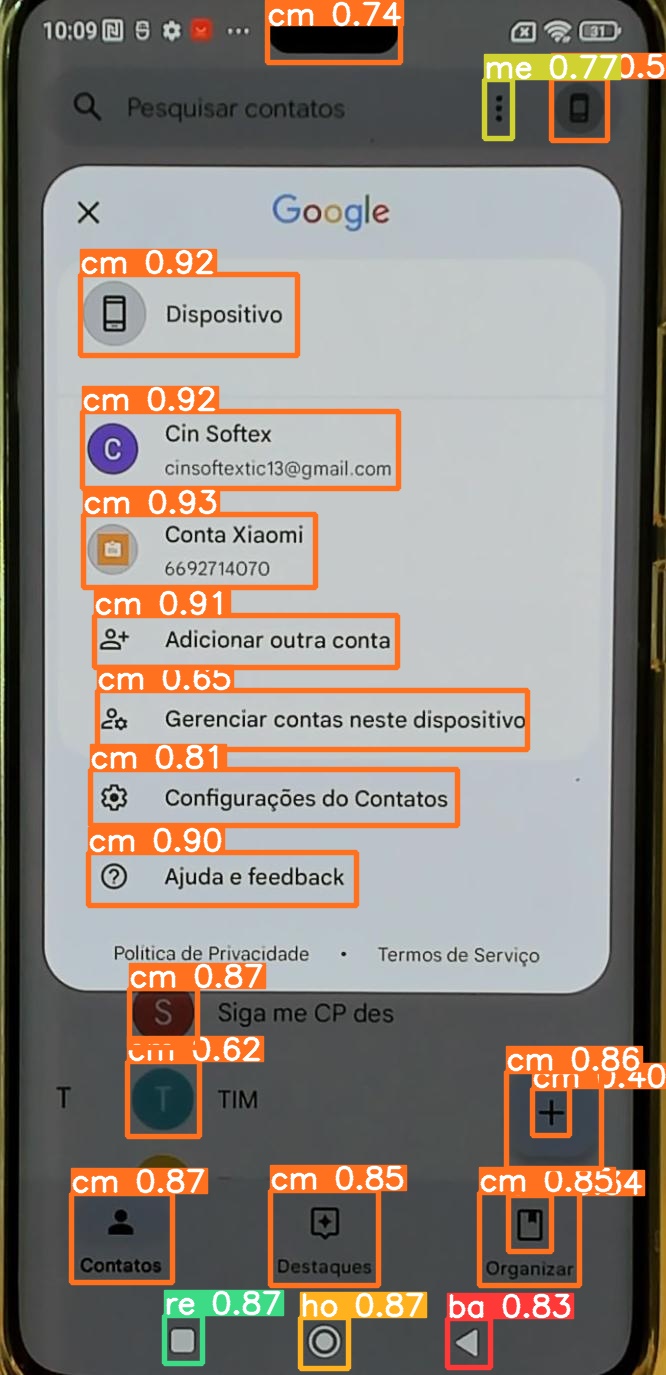 cm 0.74
10:09
31
me 0.77
0.5
Pesquisar contatos
Google
cm 0.92
Dispositivo
cm 0.92
C
Cin Softex
cinsoftextic13@gmail.com
cm 0.93
Conta Xiaomi
6692714070
cm 0.91
Adicionar outra conta
cm 0.65
Gerenciar contas neste dispositivo
cm 0.81
Configurações do Contatos
cm 0.90
Ajuda e feedback
Política de Privacidade • Termos de Serviço
cm 0.87
S
Siga me CP des
cm 0.62
cm 0.86
cm 0.40
T
T
TIM
cm 0.87
cm 0.85
cm 0.85
Contatos
Destaques
Organizar
re 0.87
ho 0.87
ba 0.83